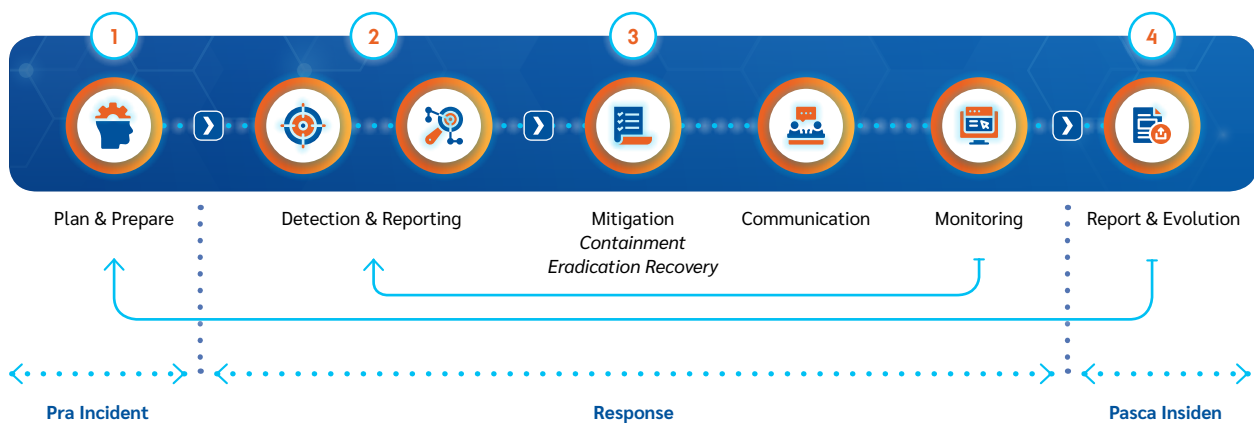 1
2
3
4
Plan & Prepare
Detection & Reporting
Mitigation
Containment
Eradication Recovery
Communication
Monitoring
Report & Evolution
Pra Incident
Response
Pasca Insiden